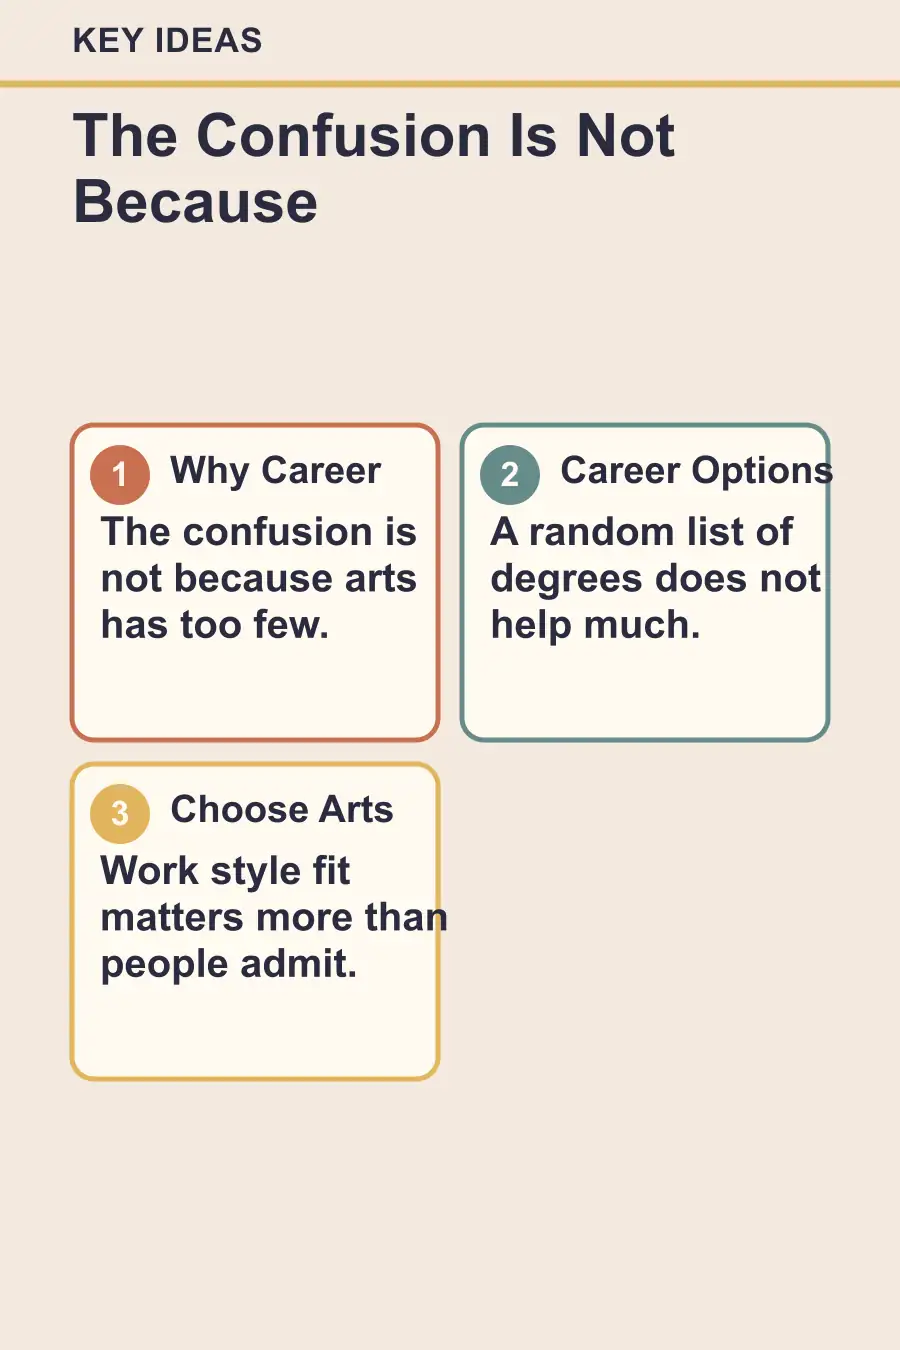 KEY IDEAS
The Confusion Is Not
Because
1 Why Career
The confusion is
not because arts
has too few.
2 Career Options
A random list of
degrees does not
help much.
3 Choose Arts
Work style fit
matters more than
people admit.